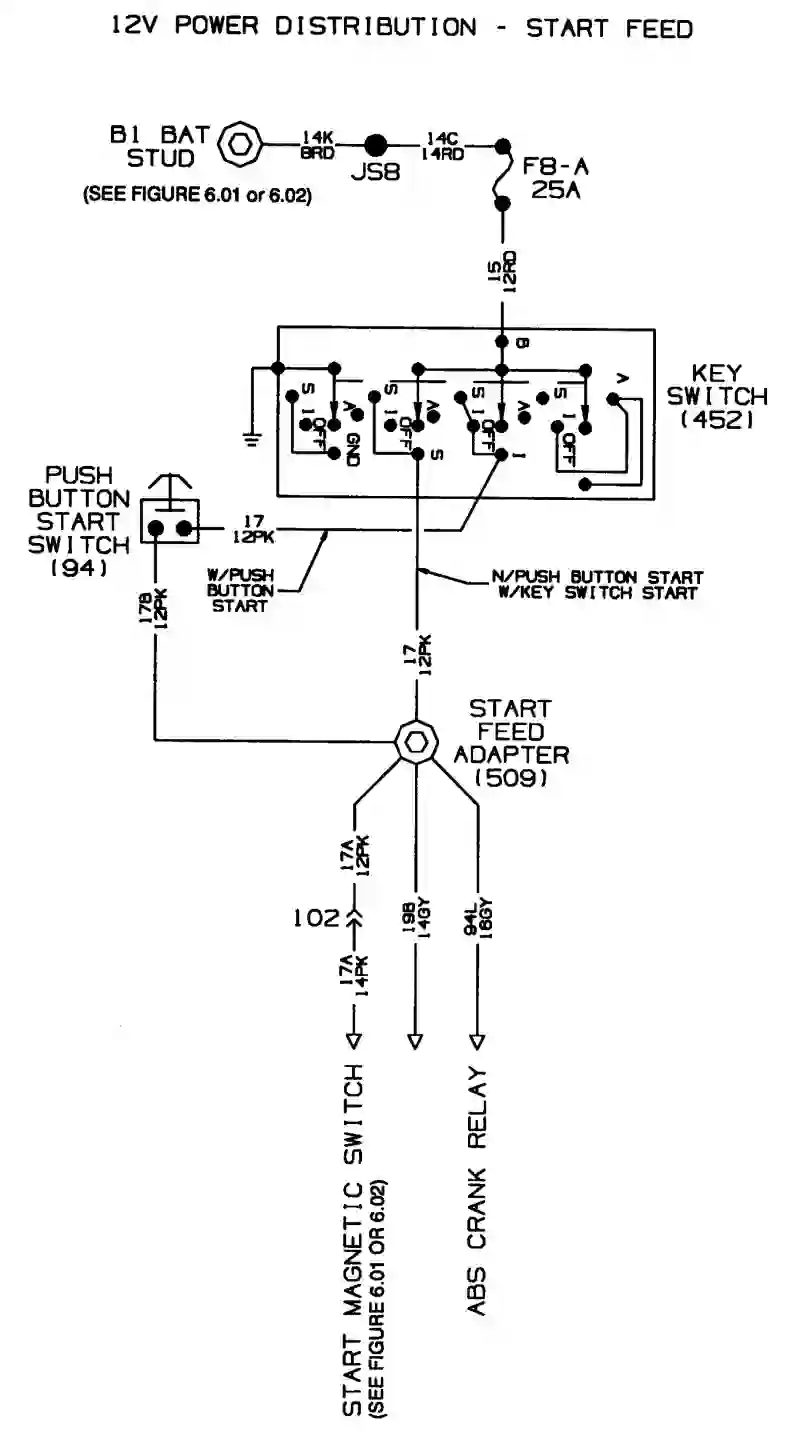 12V POWER DISTRIBUTION - START FEED
B1 BAT
STUD
(SEE FIGURE 6.01 or 6.02)
14K
8RD
JS8
14C
14RD
F8-A
25A
15
12RD
B
KEY
SWITCH
(452)
S
I
OFF
A
GND
S
I
OFF
A
S
S
I
OFF
A
I
S
I
OFF
A
PUSH
BUTTON
START
SWITCH
(94)
17
12PK
W/PUSH
BUTTON
START
N/PUSH BUTTON START
W/KEY SWITCH START
17B
12PK
17
12PK
START
FEED
ADAPTER
(509)
17A
12PK
102
17A
14PK
19B
14GY
94L
18GY
START MAGNETIC SWITCH
(SEE FIGURE 6.01 OR 6.02)
ABS CRANK RELAY